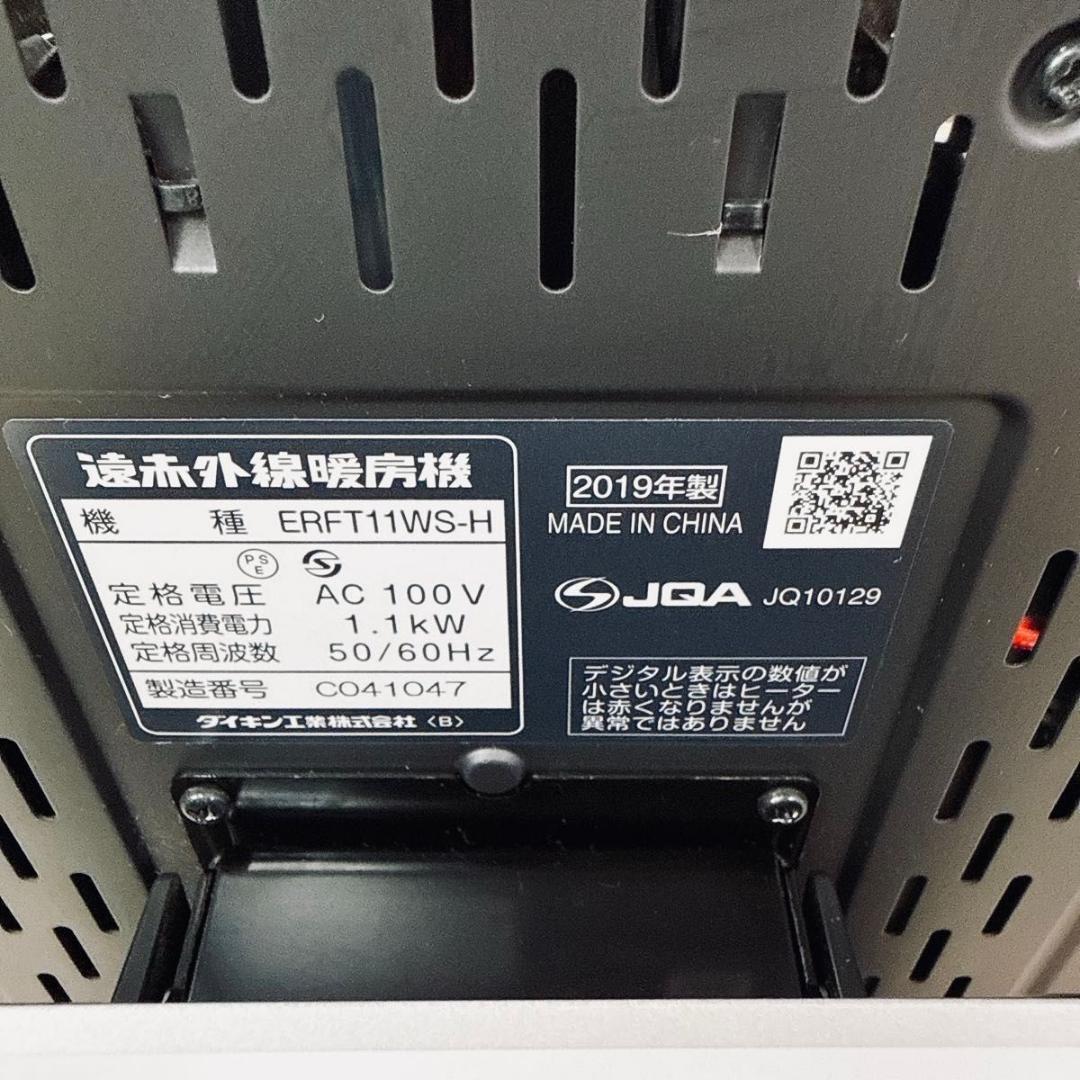 遠赤外線暖房機
機種 ERFT11WS-H
PSE
定格電圧 AC 100V
定格消費電力 1.1kW
定格周波数 50/60Hz
製造番号 C041047
ダイキン工業株式会社〈B〉
2019年製
MADE IN CHINA
JQA JQ10129
デジタル表示の数値が
小さいときはヒーター
は赤くなりませんが
異常ではありません